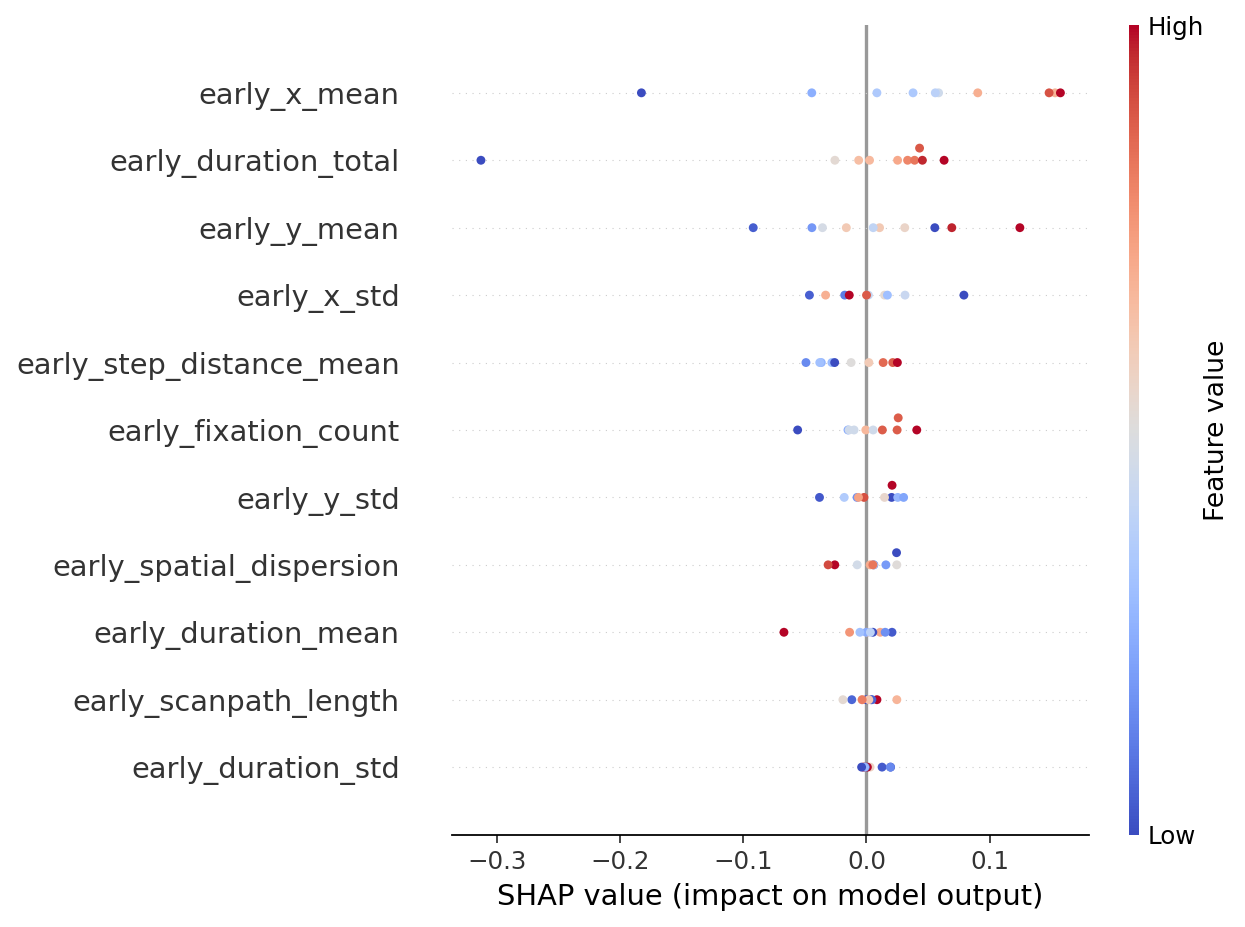 High
early_x_mean
early_duration_total
early_y_mean
early_x_std
early_step_distance_mean
early_fixation_count
early_y_std
early_spatial_dispersion
early_duration_mean
early_scanpath_length
early_duration_std
Feature value
Low
−0.3 −0.2 −0.1 0.0 0.1
SHAP value (impact on model output)